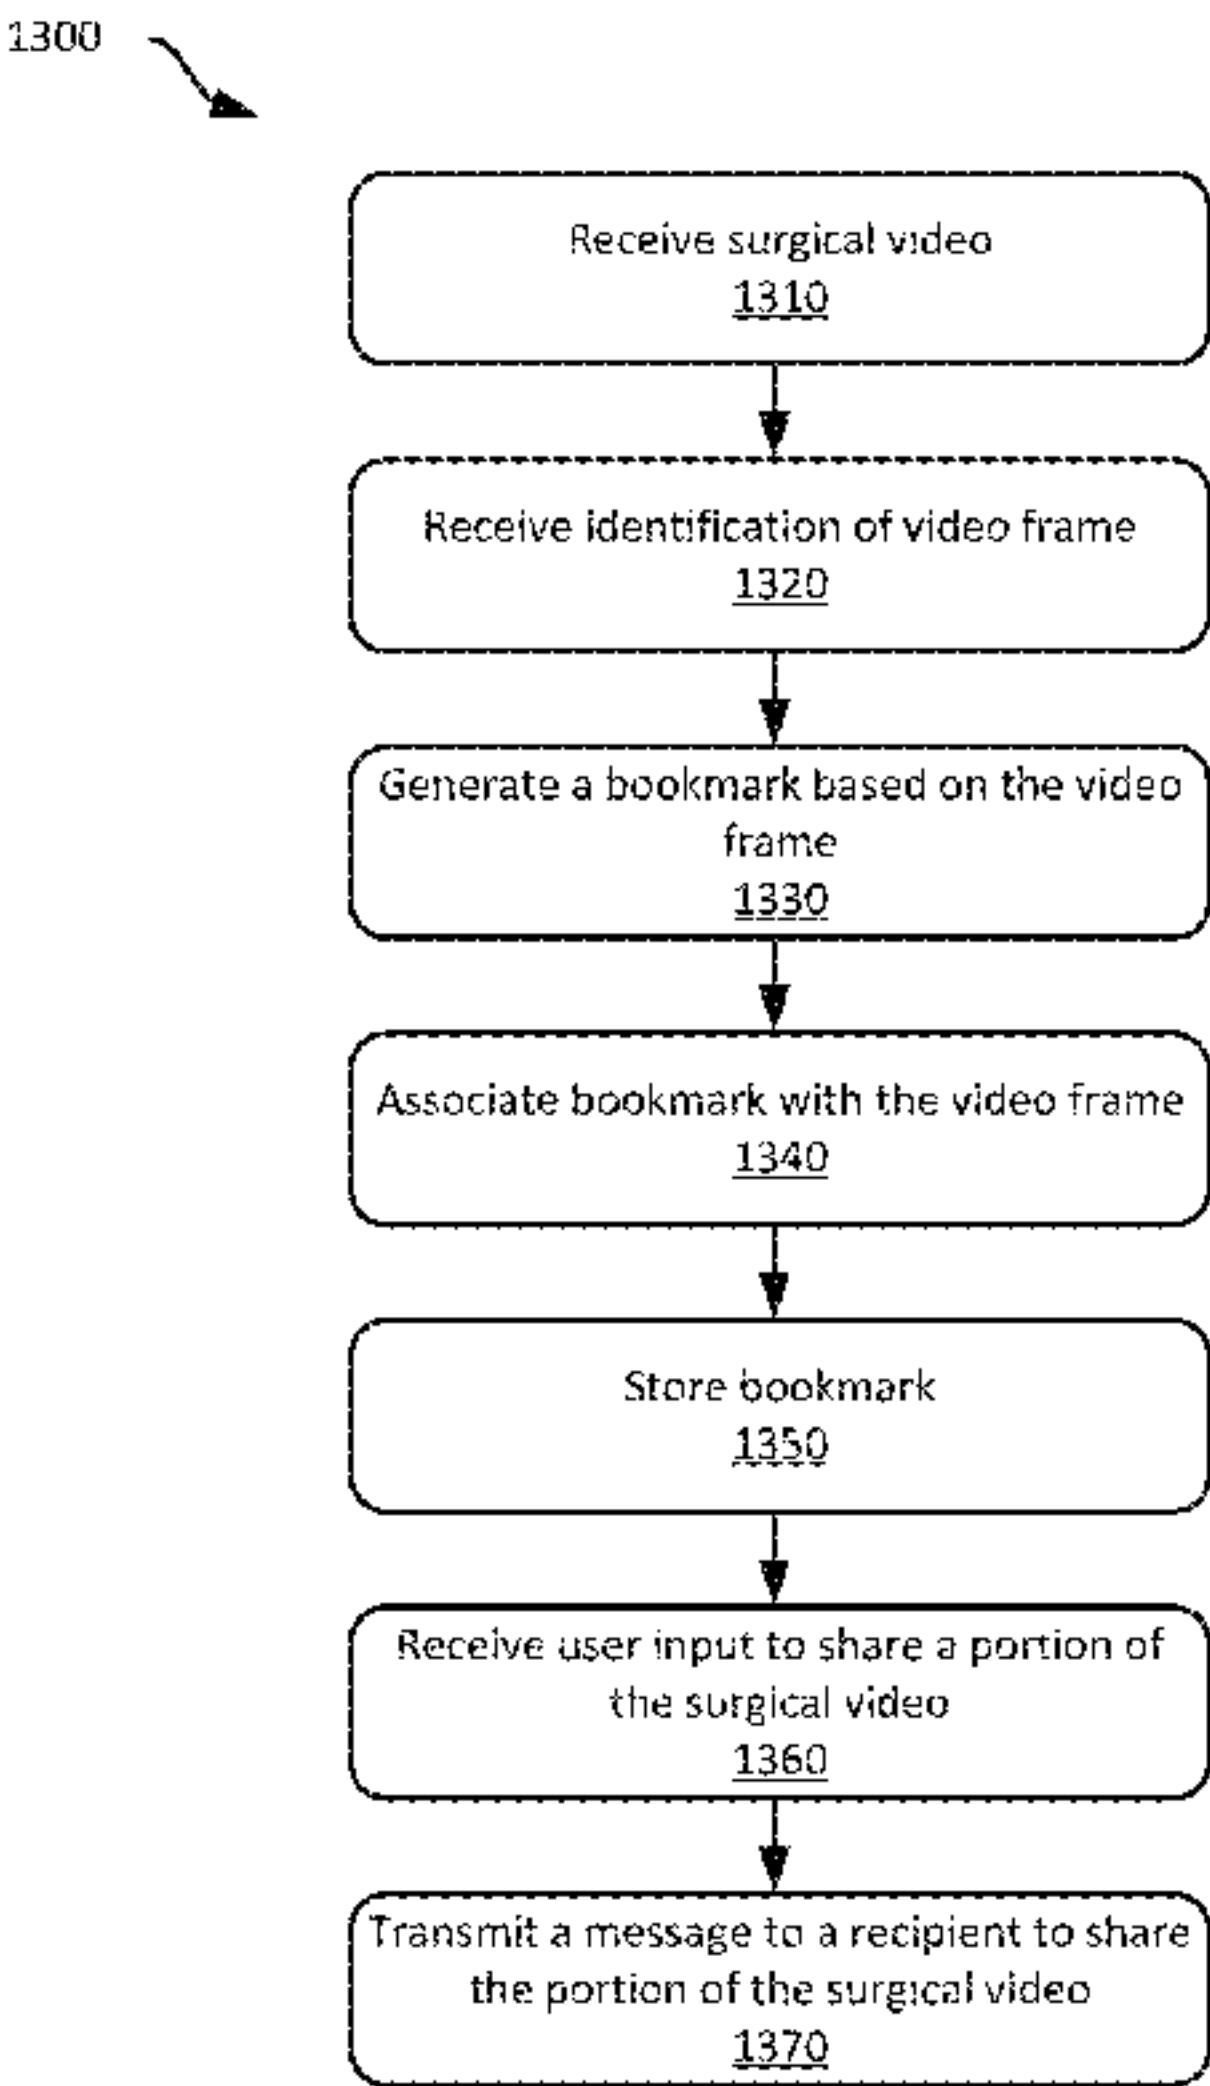 1300
Receive surgical video
1310
Receive identification of video frame
1320
Generate a bookmark based on the video
frame
1330
Associate bookmark with the video frame
1340
Store bookmark
1350
Receive user input to share a portion of
the surgical video
1360
Transmit a message to a recipient to share
the portion of the surgical video
1370